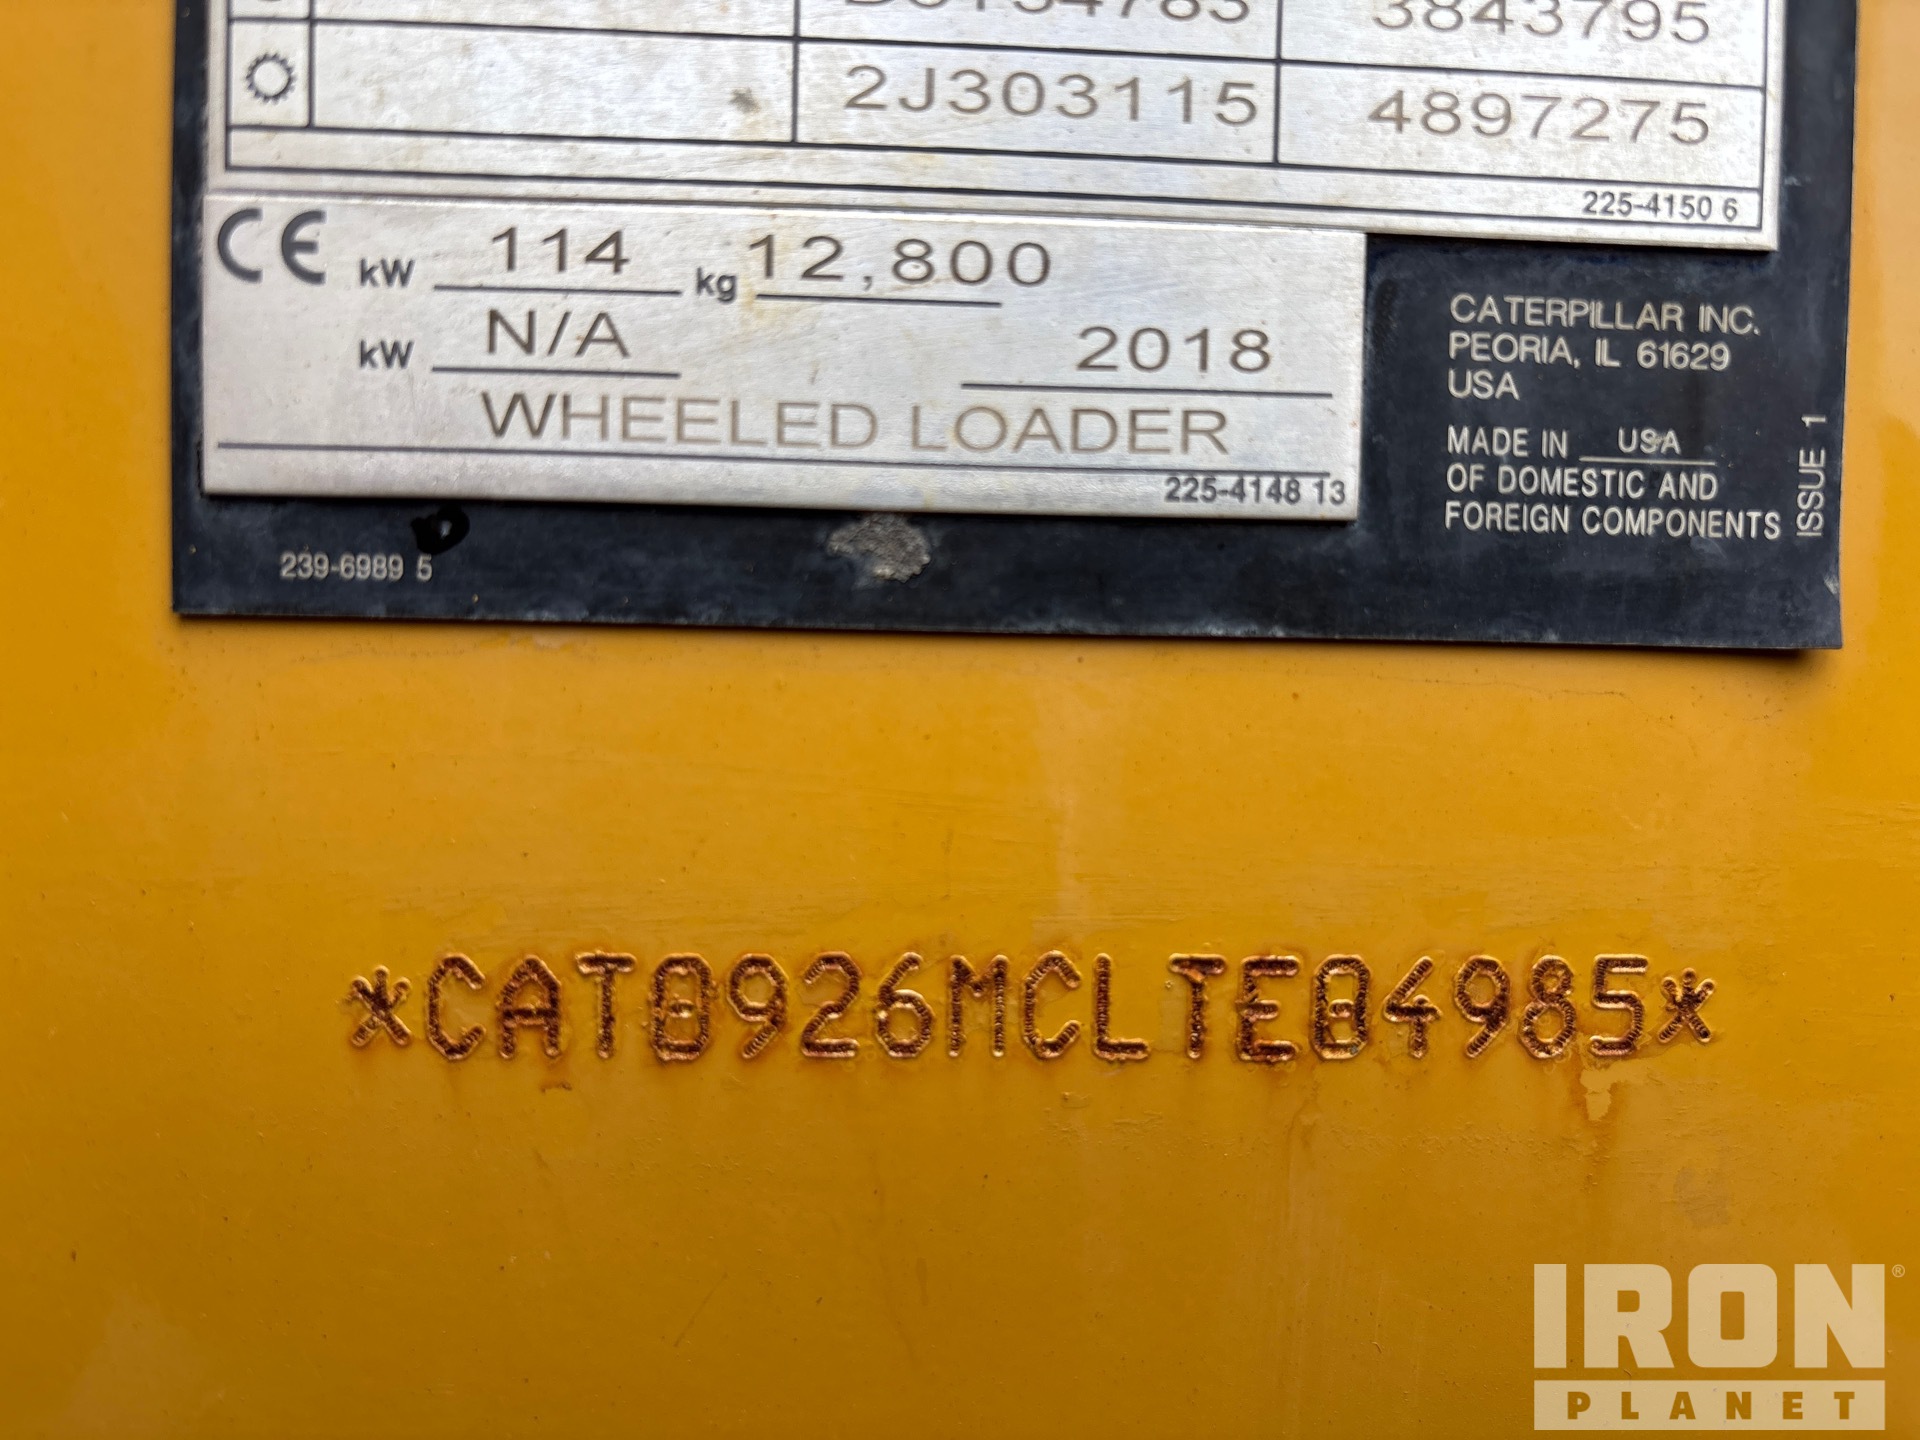 3843795
2J303115 4897275
225-4150 6
CE kW 114 kg 12,800
kW N/A 2018
WHEELED LOADER
225-4148 13
239-6989 5
CATERPILLAR INC.
PEORIA, IL 61629
USA
MADE IN USA
OF DOMESTIC AND
FOREIGN COMPONENTS
ISSUE 1
*CAT0926MCLTE04985*
IRON®
PLANET